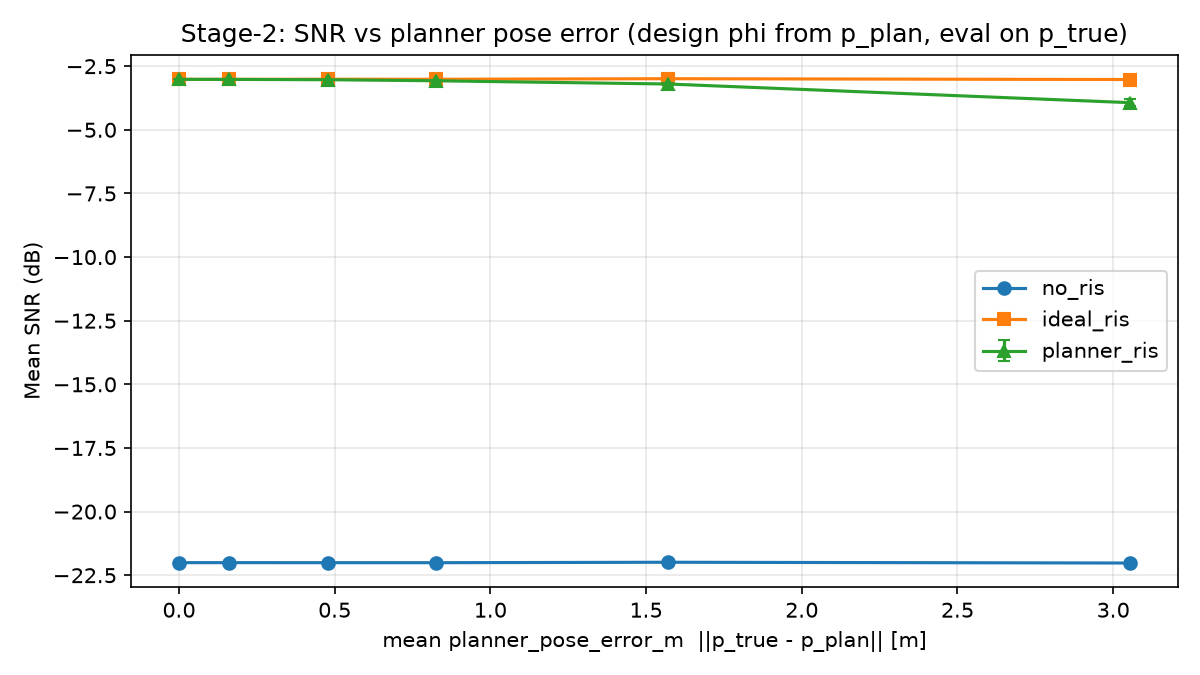 Stage-2: SNR vs planner pose error (design phi from p_plan, eval on p_true)
Mean SNR (dB)
−2.5
−5.0
−7.5
−10.0
−12.5
−15.0
−17.5
−20.0
−22.5
no_ris
ideal_ris
planner_ris
0.0 0.5 1.0 1.5 2.0 2.5 3.0
mean planner_pose_error_m  ||p_true - p_plan|| [m]